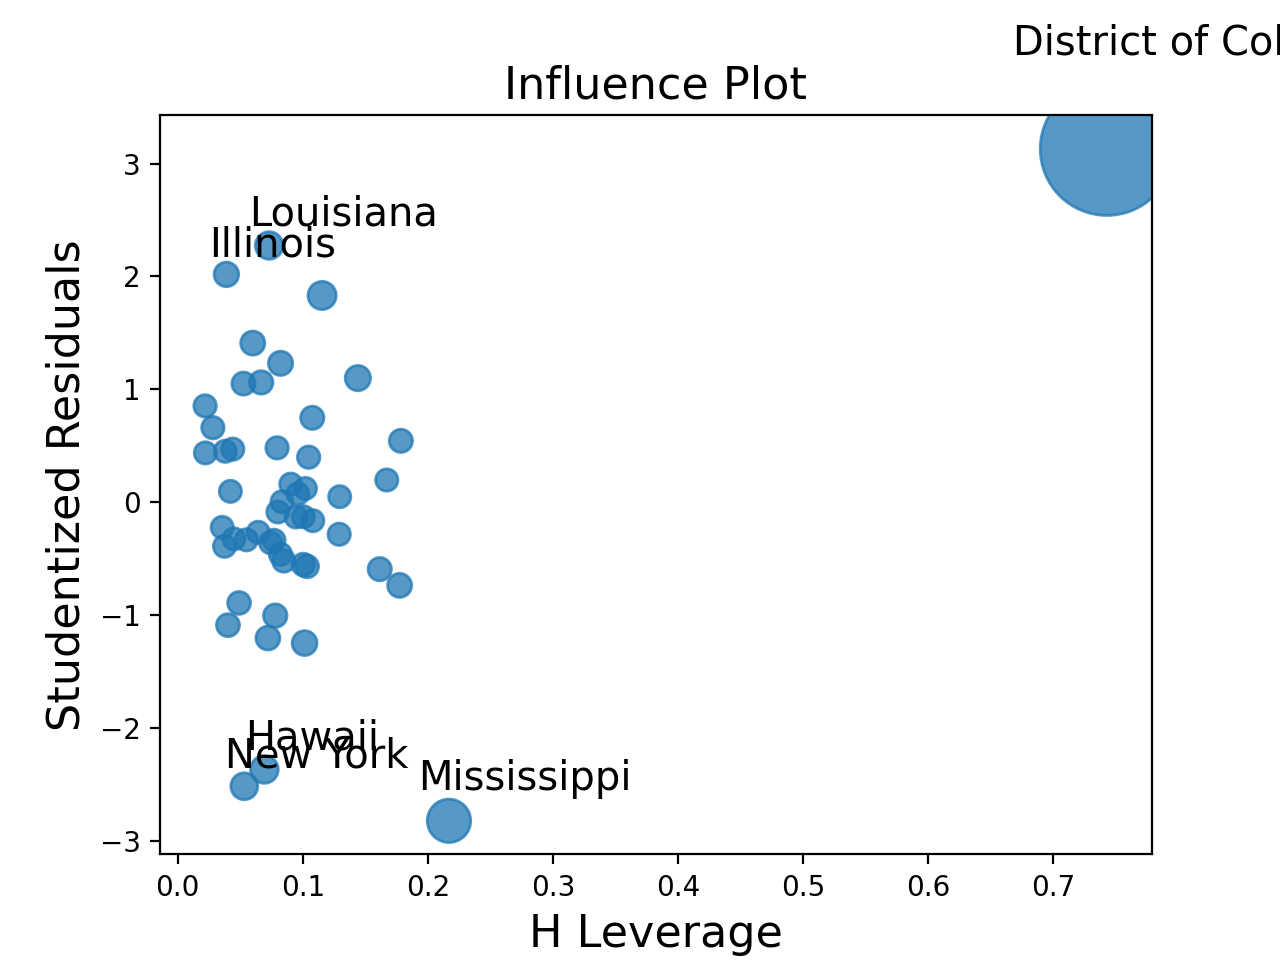 District of Col
Influence Plot
3
Louisiana
Illinois
2
1
0
−1
−2
−3
Hawaii
New York
Mississippi
Studentized Residuals
0.0 0.1 0.2 0.3 0.4 0.5 0.6 0.7
H Leverage